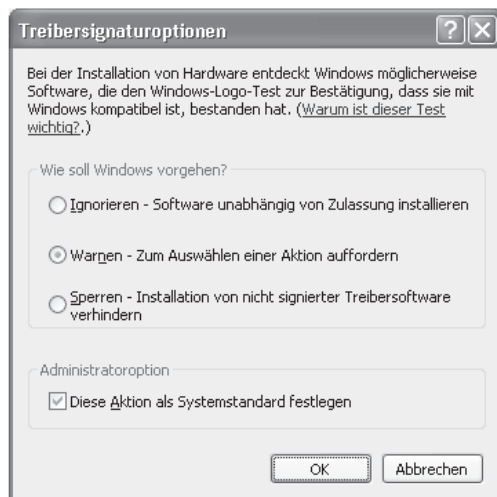 Treibersignaturoptionen
Bei der Installation von Hardware entdeckt Windows möglicherweise
Software, die den Windows-Logo-Test zur Bestätigung, dass sie mit
Windows kompatibel ist, bestanden hat. (Warum ist dieser Test
wichtig?.)
Wie soll Windows vorgehen?
Ignorieren - Software unabhängig von Zulassung installieren
Warnen - Zum Auswählen einer Aktion auffordern
Sperren - Installation von nicht signierter Treibersoftware
verhindern
Administratoroption
Diese Aktion als Systemstandard festlegen
OK Abbrechen